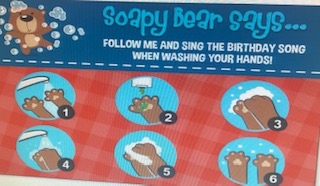 Soapy Bear Says...
FOLLOW ME AND SING THE BIRTHDAY SONG
WHEN WASHING YOUR HANDS!
1
2
3
4
5
6